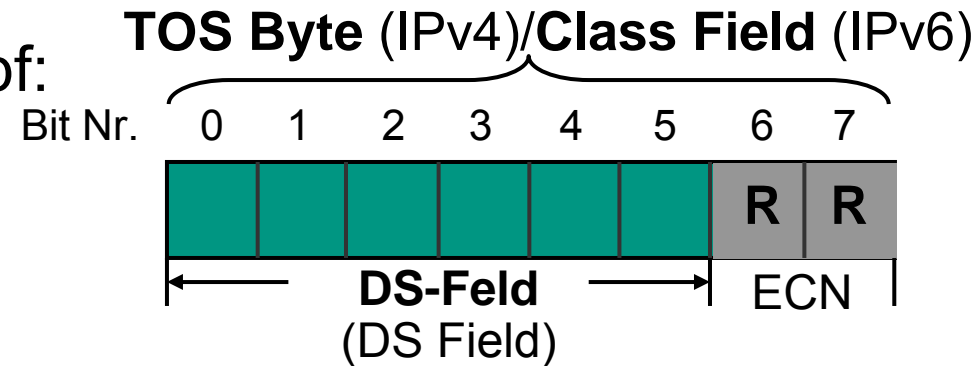 TOS Byte (IPv4)/Class Field (IPv6)
of:
Bit Nr. 0 1 2 3 4 5 6 7
R R
DS-Feld ECN
(DS Field)